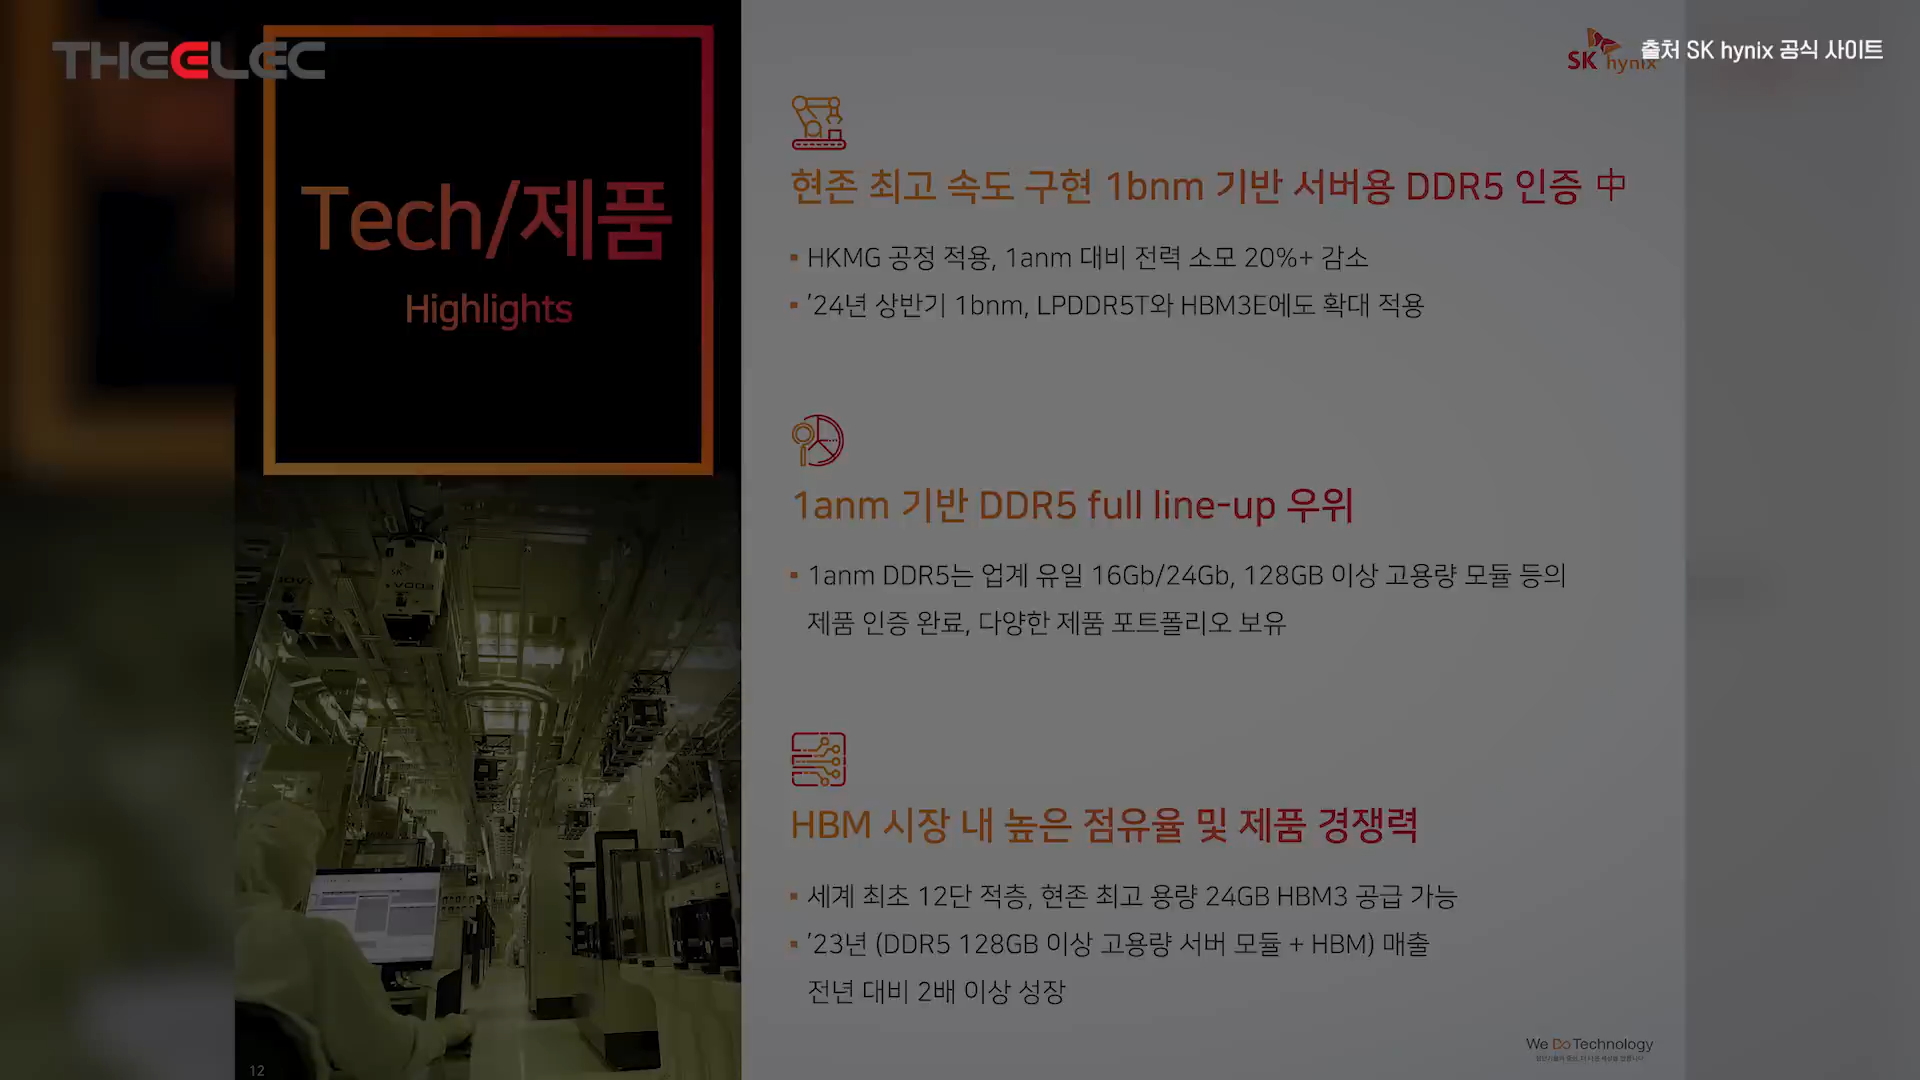 THEELEC
출처 SK hynix 공식 사이트
SK hynix
Tech/제품
Highlights
현존 최고 속도 구현 1bnm 기반 서버용 DDR5 인증 中
▪ HKMG 공정 적용, 1anm 대비 전력 소모 20%+ 감소
▪ ’24년 상반기 1bnm, LPDDR5T와 HBM3E에도 확대 적용
1anm 기반 DDR5 full line-up 우위
▪ 1anm DDR5는 업계 유일 16Gb/24Gb, 128GB 이상 고용량 모듈 등의
제품 인증 완료, 다양한 제품 포트폴리오 보유
HBM 시장 내 높은 점유율 및 제품 경쟁력
▪ 세계 최초 12단 적층, 현존 최고 용량 24GB HBM3 공급 가능
▪ ’23년 (DDR5 128GB 이상 고용량 서버 모듈 + HBM) 매출
전년 대비 2배 이상 성장
We Do Technology
12